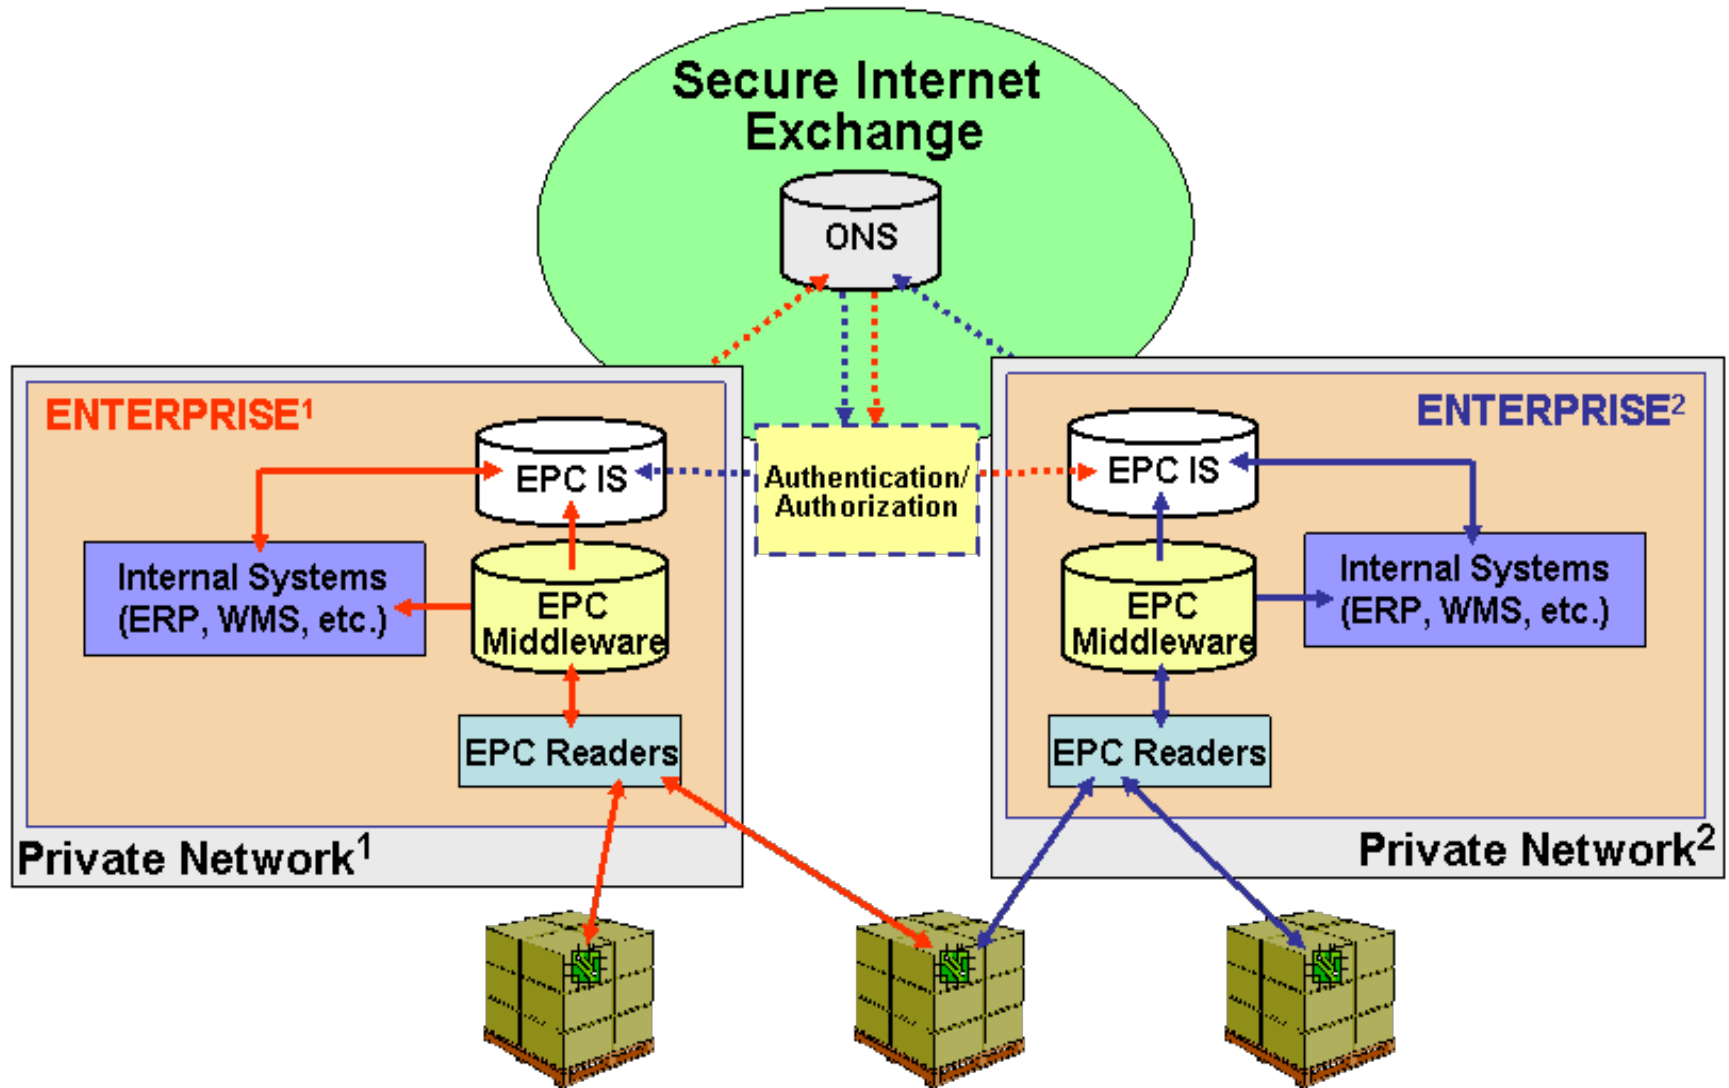 Secure Internet
Exchange
ONS
ENTERPRISE¹
EPC IS
Internal Systems
(ERP, WMS, etc.)
EPC
Middleware
EPC Readers
Private Network¹
Authentication/
Authorization
ENTERPRISE²
EPC IS
Internal Systems
(ERP, WMS, etc.)
EPC
Middleware
EPC Readers
Private Network²